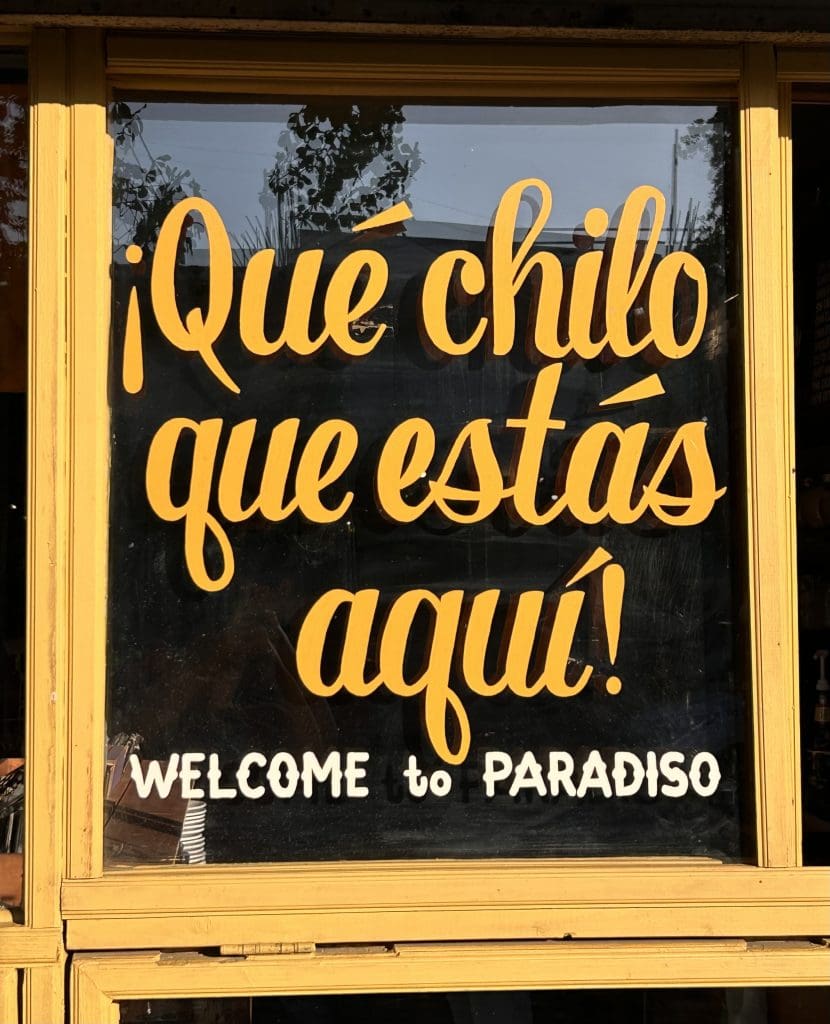 ¡Qué chilo
que estás
aquí!
WELCOME to PARADISO